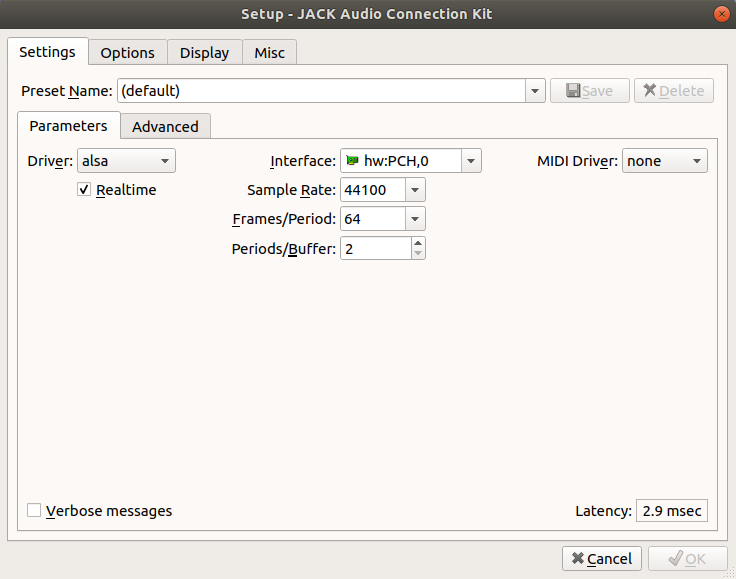 Setup - JACK Audio Connection Kit
Settings Options Display Misc
Preset Name: (default) Save Delete
Parameters Advanced
Driver: alsa Interface: hw:PCH,0 MIDI Driver: none
Realtime Sample Rate: 44100
Frames/Period: 64
Periods/Buffer: 2
Verbose messages Latency: 2.9 msec
Cancel OK